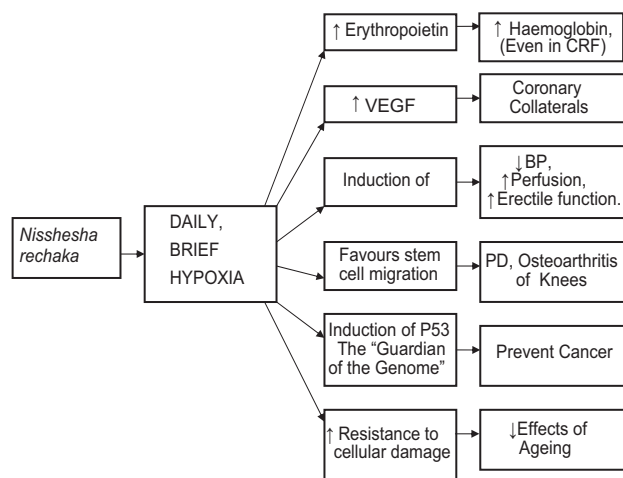 Nisshesha
rechaka
DAILY,
BRIEF
HYPOXIA
↑ Erythropoietin
↑ Haemoglobin,
(Even in CRF)
↑ VEGF
Coronary
Collaterals
Induction of
↓BP,
↑Perfusion,
↑Erectile function.
Favours stem
cell migration
PD, Osteoarthritis
of Knees
Induction of P53
The “Guardian
of the Genome”
Prevent Cancer
↑ Resistance to
cellular damage
↓Effects of
Ageing